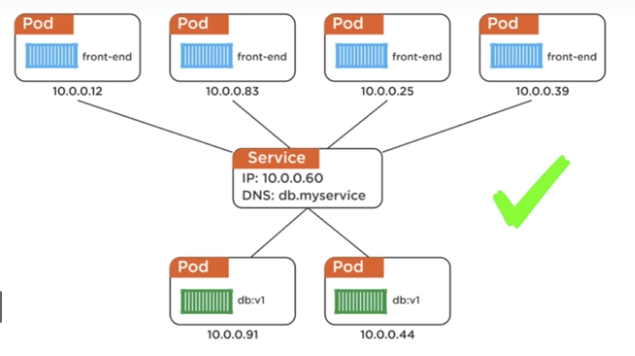 Pod
Pod
Pod
Pod
front-end
front-end
front-end
front-end
10.0.0.12
10.0.0.83
10.0.0.25
10.0.0.39
Service
IP: 10.0.0.60
DNS: db.myservice
Pod
Pod
db:v1
db:v1
10.0.0.91
10.0.0.44